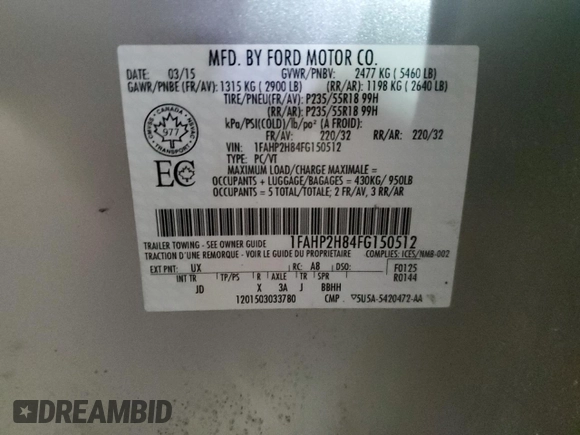 MFD. BY FORD MOTOR CO.
DATE: 03/15 GVWR/PNBV: 2477 KG ( 5460 LB)
GAWR/PNBE (FR/AV): 1315 KG ( 2900 LB) (RR/AR): 1198 KG ( 2640 LB)
TIRE/PNEU(FR/AV): P235/55R18 99H
(RR/AR): P235/55R18 99H
kPa/PSI(COLD)/lb/po² (A FROID):
FR/AV: 220/32 RR/AR: 220/32
VIN: 1FAHP2H84FG150512
TYPE: PC/VT
MAXIMUM LOAD/CHARGE MAXIMALE =
OCCUPANTS + LUGGAGE/BAGAGES = 430KG/ 950LB
OCCUPANTS = 5 TOTAL/TOTALE; 2 FR/AV, 3 RR/AR
CANADA
977
TRANSPORT
EC
1FAHP2H84FG150512
TRAILER TOWING - SEE OWNER GUIDE
TRACTION D'UNE REMORQUE - VOIR LE GUIDE DU PROPRIETAIRE COMPLIES: ICES/NMB-002
EXT PNT: UX RC: AB DSO: F0125
INT TR TP/PS R AXLE TR SPR R0144
JD X 3A J BBHH
1201503033780 CMP 5U5A-5420472-AA
DREAMBID